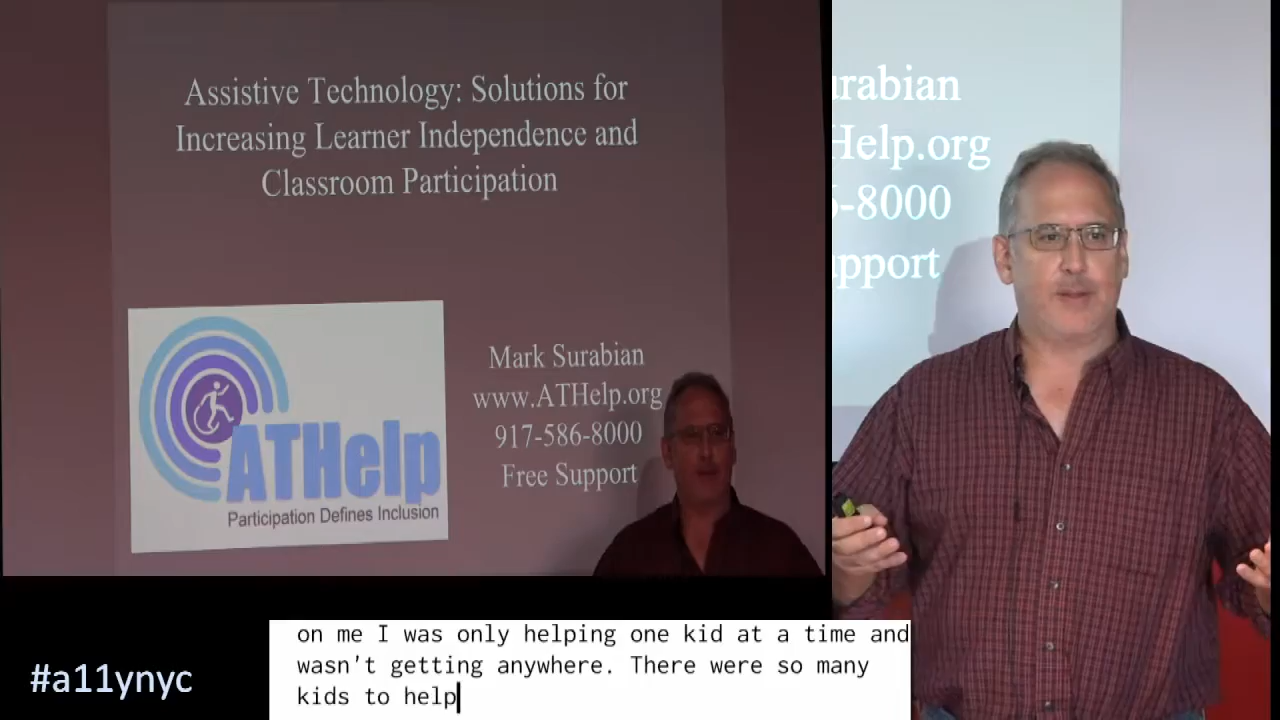 Assistive Technology: Solutions for
Increasing Learner Independence and
Classroom Participation
ATHelp
Participation Defines Inclusion
Mark Surabian
www.ATHelp.org
917-586-8000
Free Support
urabian
Help.org
6-8000
upport
#a11ynyc
on me I was only helping one kid at a time and
wasn't getting anywhere. There were so many
kids to help